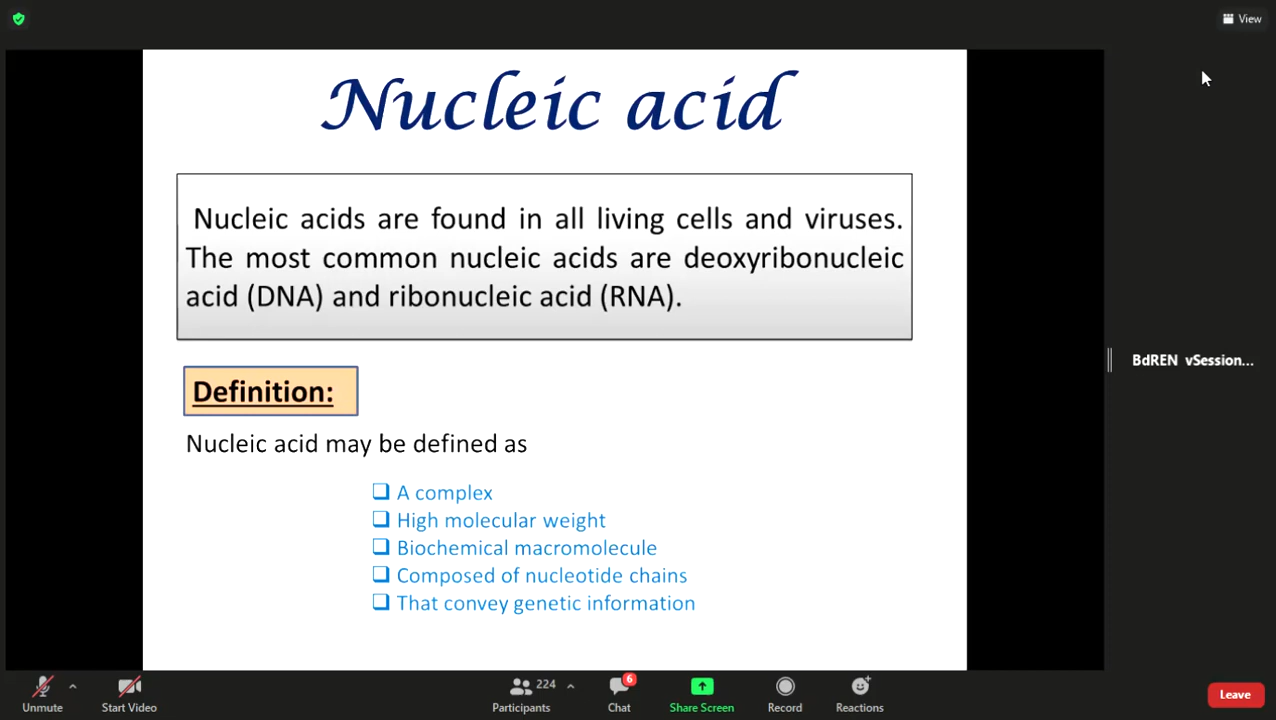 View
Nucleic acid
Nucleic acids are found in all living cells and viruses.
The most common nucleic acids are deoxyribonucleic
acid (DNA) and ribonucleic acid (RNA).
Definition:
Nucleic acid may be defined as
A complex
High molecular weight
Biochemical macromolecule
Composed of nucleotide chains
That convey genetic information
BdREN vSession...
Unmute
Start Video
224
Participants
6
Chat
Share Screen
Record
Reactions
Leave